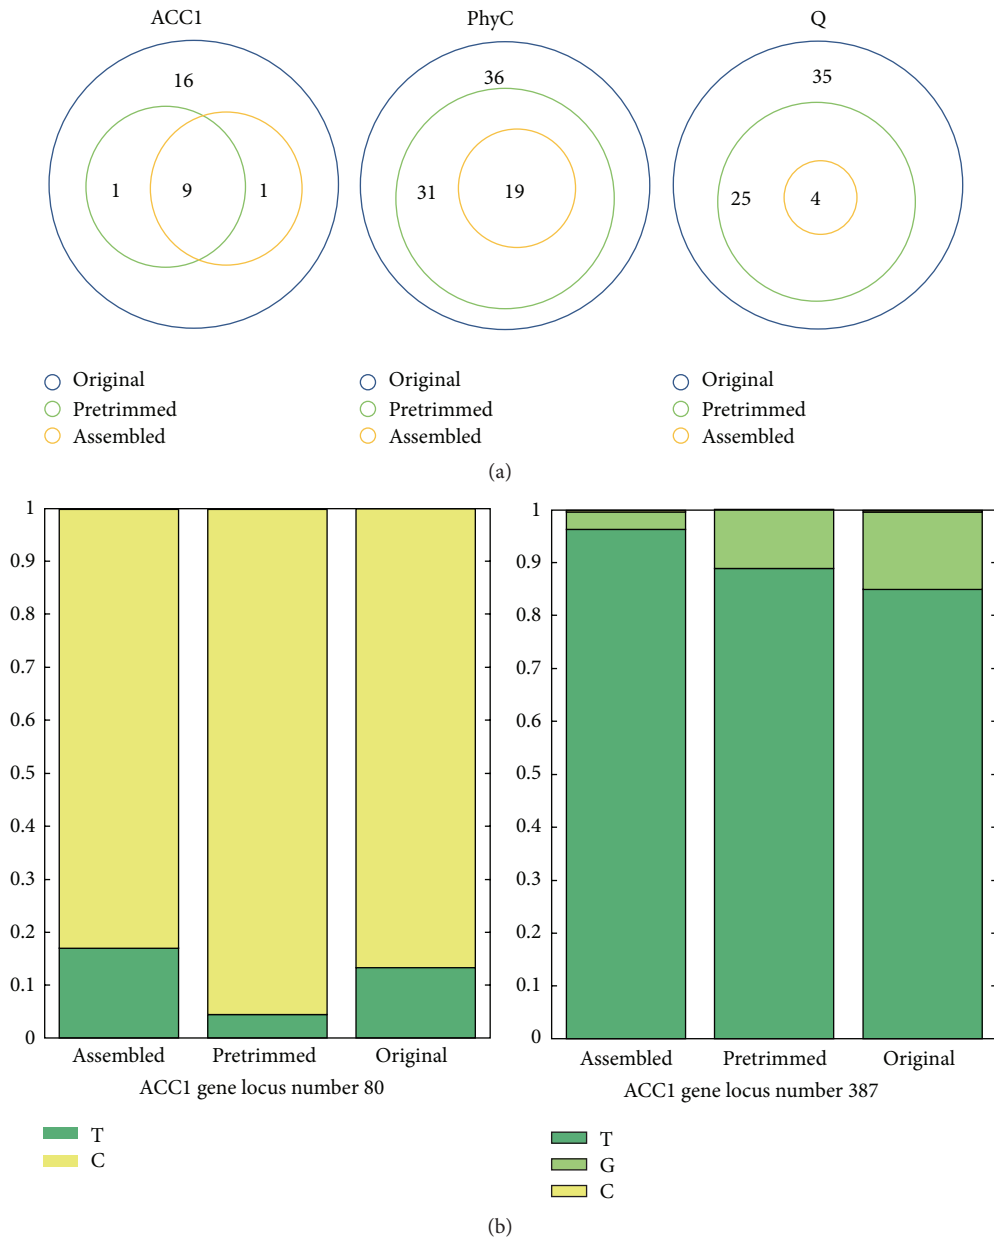 ACC1
PhyC
Q
16
1
9
1
36
31
19
35
25
4
Original
Pretrimmed
Assembled
Original
Pretrimmed
Assembled
Original
Pretrimmed
Assembled
(a)
1
0.9
0.8
0.7
0.6
0.5
0.4
0.3
0.2
0.1
0
Assembled
Pretrimmed
Original
ACC1 gene locus number 80
T
C
1
0.9
0.8
0.7
0.6
0.5
0.4
0.3
0.2
0.1
0
Assembled
Pretrimmed
Original
ACC1 gene locus number 387
T
G
C
(b)